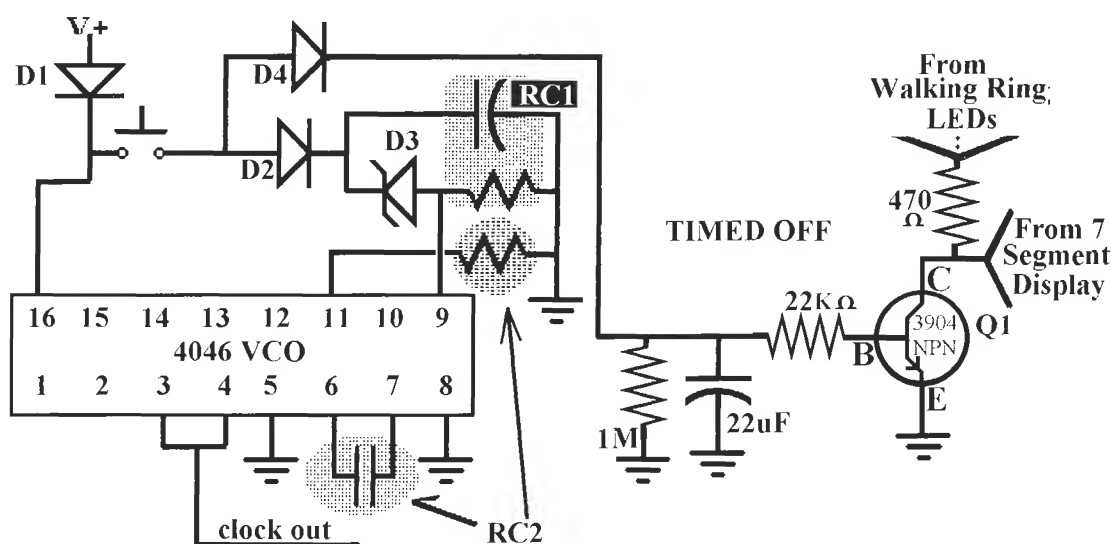 V+
D1
D4
RC1
D2
D3
From
Walking Ring
LEDs
470
Ω
From 7
Segment
Display
TIMED OFF
22KΩ
C
3904
NPN
Q1
B
E
16 15 14 13 12 11 10 9
4046 VCO
1 2 3 4 5 6 7 8
1M
22uF
clock out
RC2